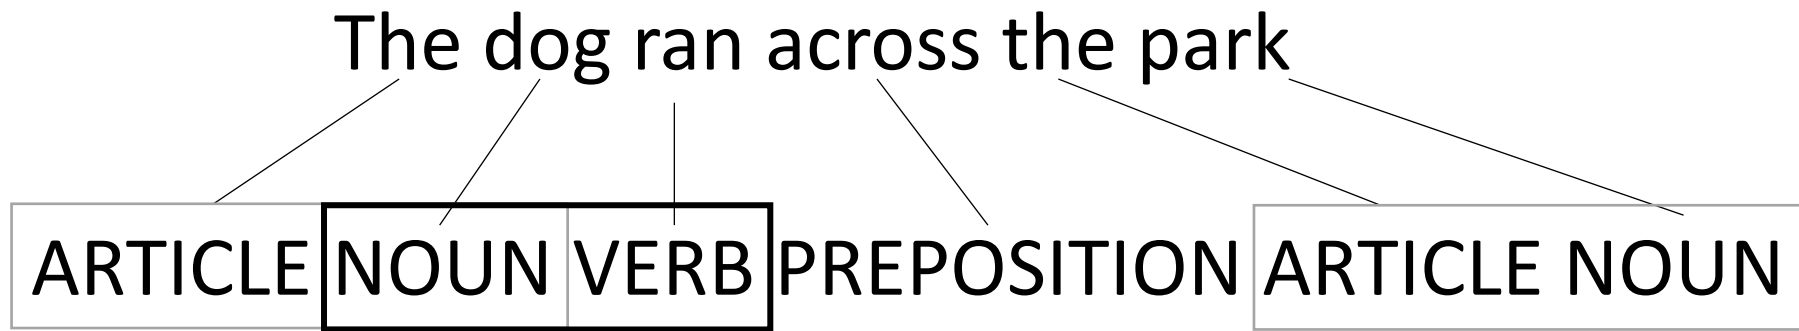 The dog ran across the park
ARTICLE NOUN VERB PREPOSITION ARTICLE NOUN